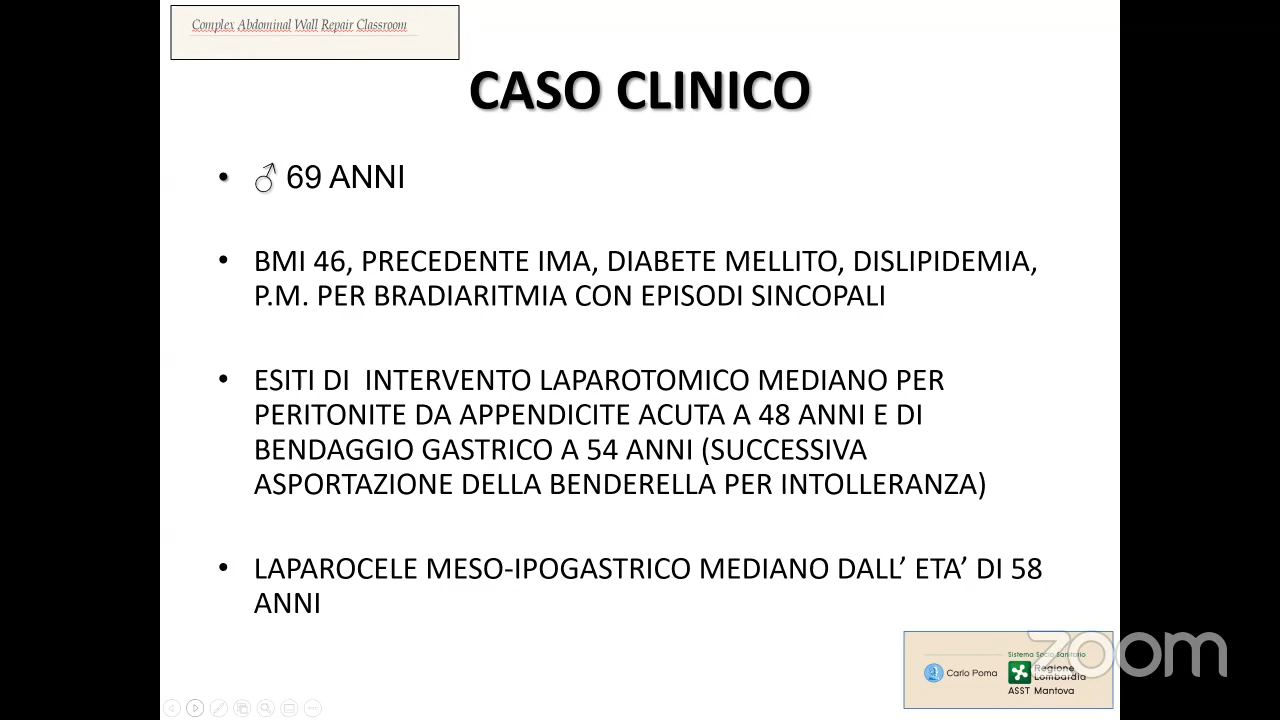 Complex Abdominal Wall Repair Classroom
CASO CLINICO
• ♂ 69 ANNI
• BMI 46, PRECEDENTE IMA, DIABETE MELLITO, DISLIPIDEMIA,
P.M. PER BRADIARITMIA CON EPISODI SINCOPALI
• ESITI DI INTERVENTO LAPAROTOMICO MEDIANO PER
PERITONITE DA APPENDICITE ACUTA A 48 ANNI E DI
BENDAGGIO GASTRICO A 54 ANNI (SUCCESSIVA
ASPORTAZIONE DELLA BENDERELLA PER INTOLLERANZA)
• LAPAROCELE MESO-IPOGASTRICO MEDIANO DALL’ ETA’ DI 58
ANNI
Sistema Socio Sanitario
Carlo Poma
Regione
Lombardia
ASST Mantova
zoom